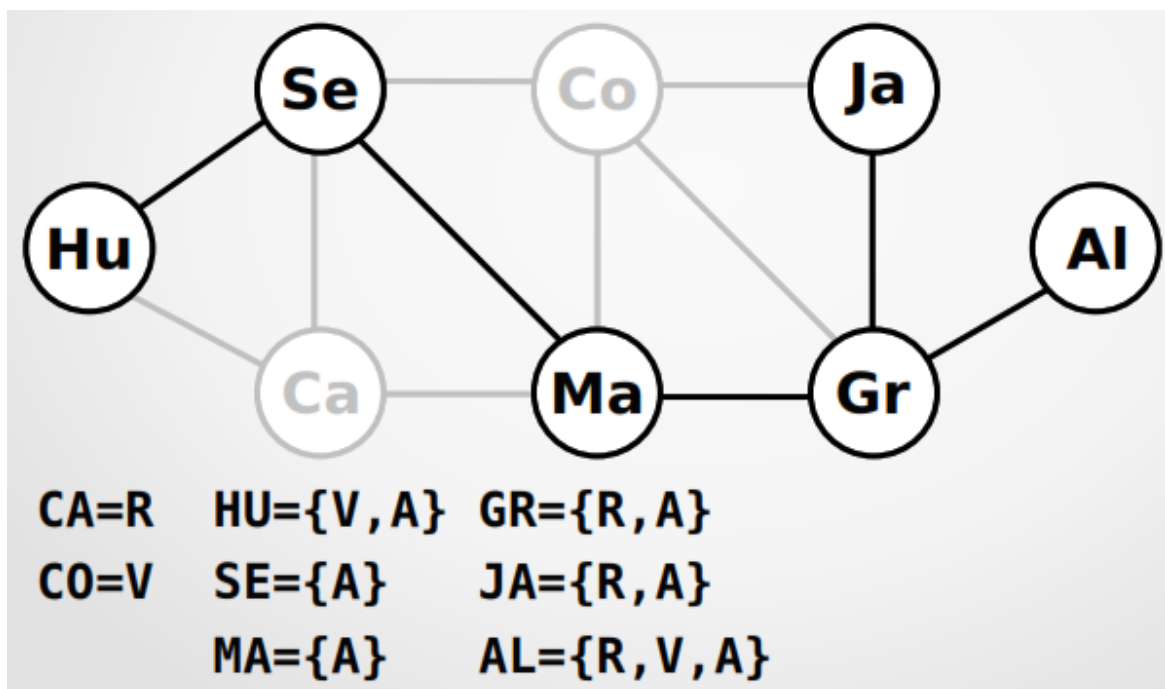 Se Co Ja
Hu Al
Ca Ma Gr
CA=R HU={V,A} GR={R,A}
CO=V SE={A} JA={R,A}
MA={A} AL={R,V,A}